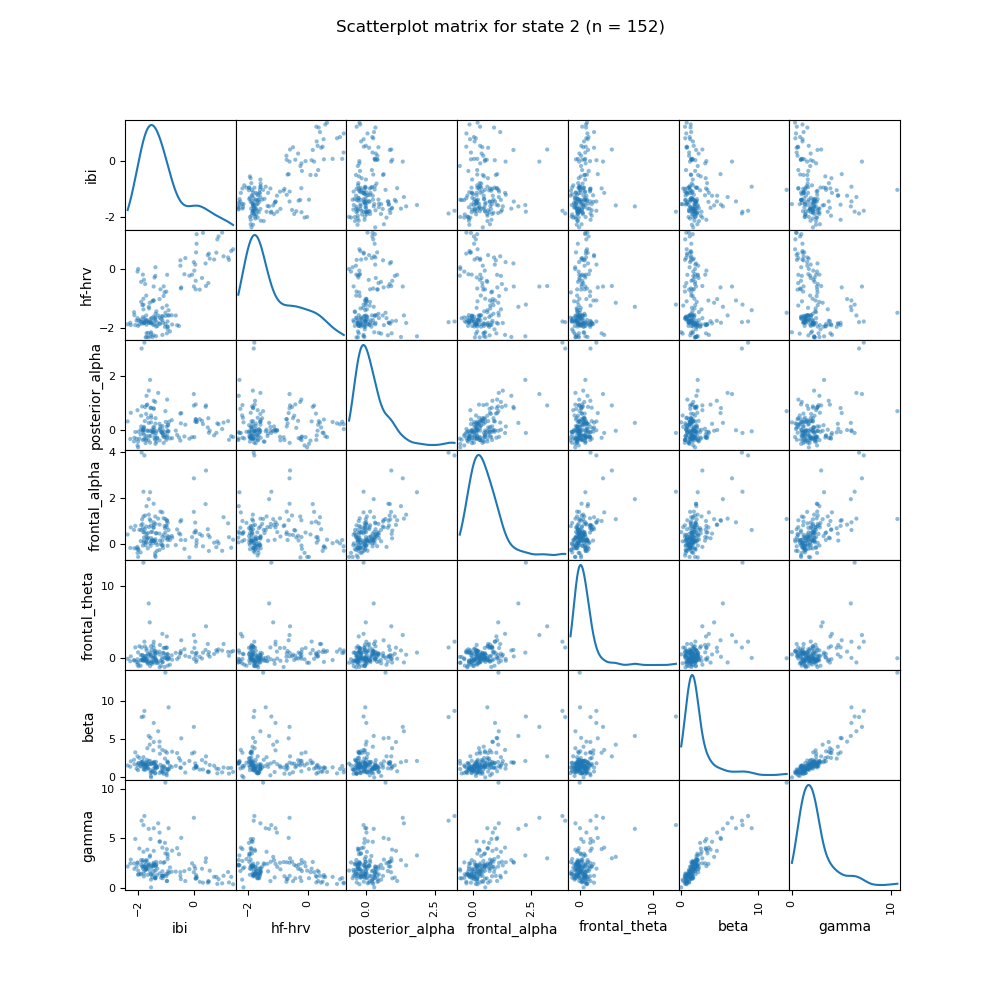 Scatterplot matrix for state 2 (n = 152)
ibi
0
−2
hf-hrv
0
−2
posterior_alpha
2
0
frontal_alpha
4
2
0
frontal_theta
10
0
beta
10
5
0
gamma
10
5
0
−2 0 −2 0 0.0 2.5 0.0 2.5 0 10 0 10 0 10
ibi hf-hrv posterior_alpha frontal_alpha frontal_theta beta gamma